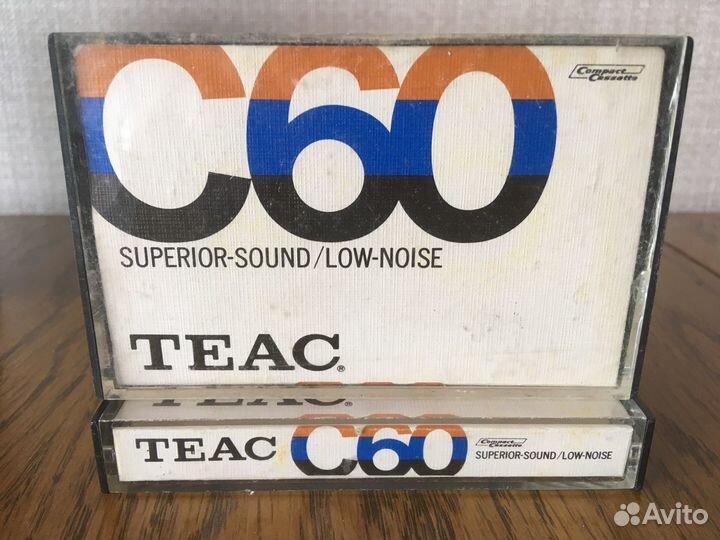 C60
Compact
Cassette
SUPERIOR-SOUND/LOW-NOISE
TEAC®
TEAC C60
Compact
Cassette
SUPERIOR-SOUND/LOW-NOISE
Avito